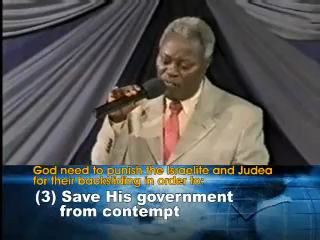 God need to punish the Israelite and Judea
for their backsliding in order to:
(3) Save His government
from contempt